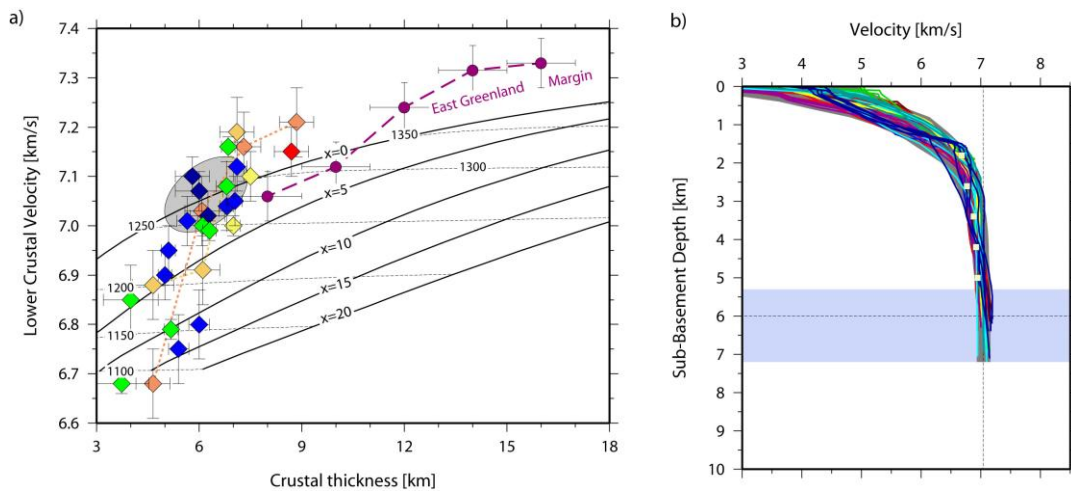 a)
7.4
7.3
7.2
7.1
7.0
6.9
6.8
6.7
6.6
Lower Crustal Velocity [km/s]
3
6
9
12
15
18
Crustal thickness [km]
East Greenland
Margin
1350
x=0
1300
x=5
1250
x=10
1200
x=15
x=20
1150
1100
b)
Velocity [km/s]
3
4
5
6
7
8
0
1
2
3
4
5
6
7
8
9
10
Sub-Basement Depth [km]